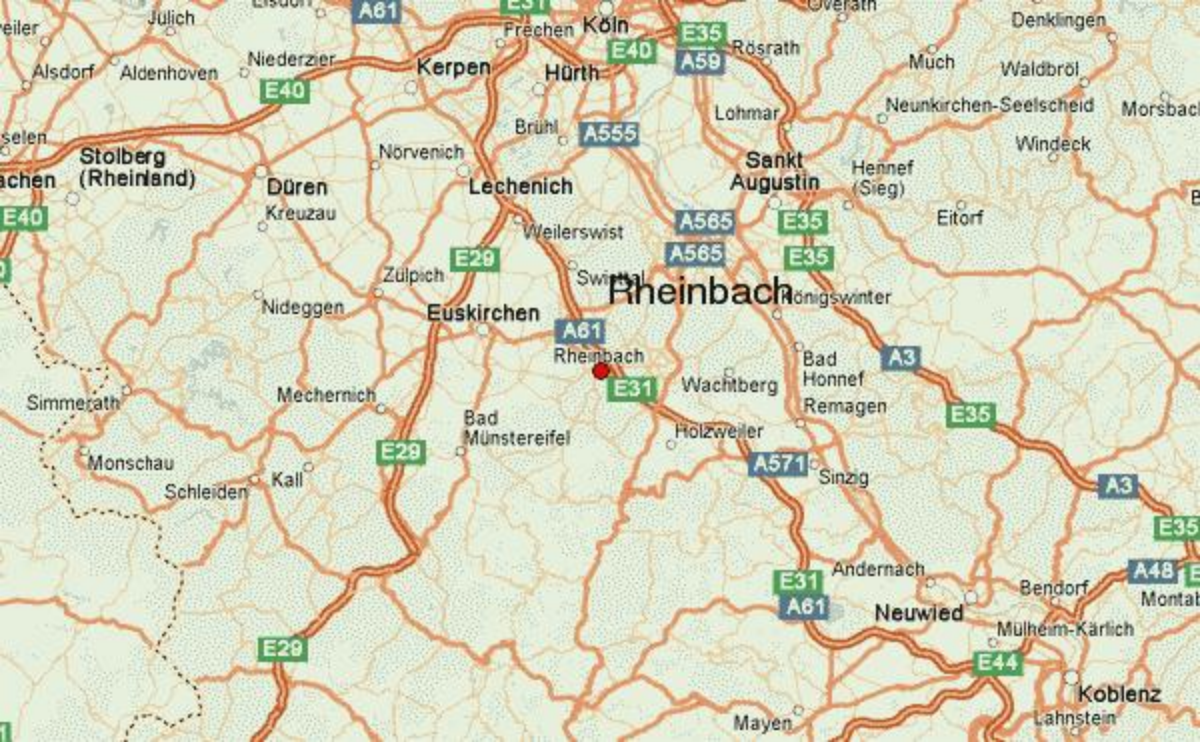 Elsdorf
A61
E31
Köln
Overath
Jülich
Frechen
E35
Denklingen
E40
Rösrath
Niederzier
Kerpen
Hürth
A59
Much
Waldbröl
Alsdorf
Aldenhoven
E40
Lohmar
Neunkirchen-Seelscheid
Morsbach
Brühl
A555
selen
Nörvenich
Windeck
Stolberg
(Rheinland)
Sankt
Augustin
Hennef
(Sieg)
achen
Düren
Lechenich
E40
Kreuzau
A565
E35
Eitorf
Weilerswist
E29
A565
E35
Zülpich
Swisttal
Rheinbach
Königswinter
Nideggen
Euskirchen
A61
Rheinbach
A3
Bad
Honnef
E31
Wachtberg
Mechernich
Simmerath
Remagen
E35
Bad
Münstereifel
Holzweiler
E29
Monschau
A571
Kall
Sinzig
Schleiden
A3
E35
Andernach
A48
E31
Bendorf
A61
Neuwied
Montab
Mülheim-Kärlich
E29
E44
Koblenz
Mayen
Lahnstein